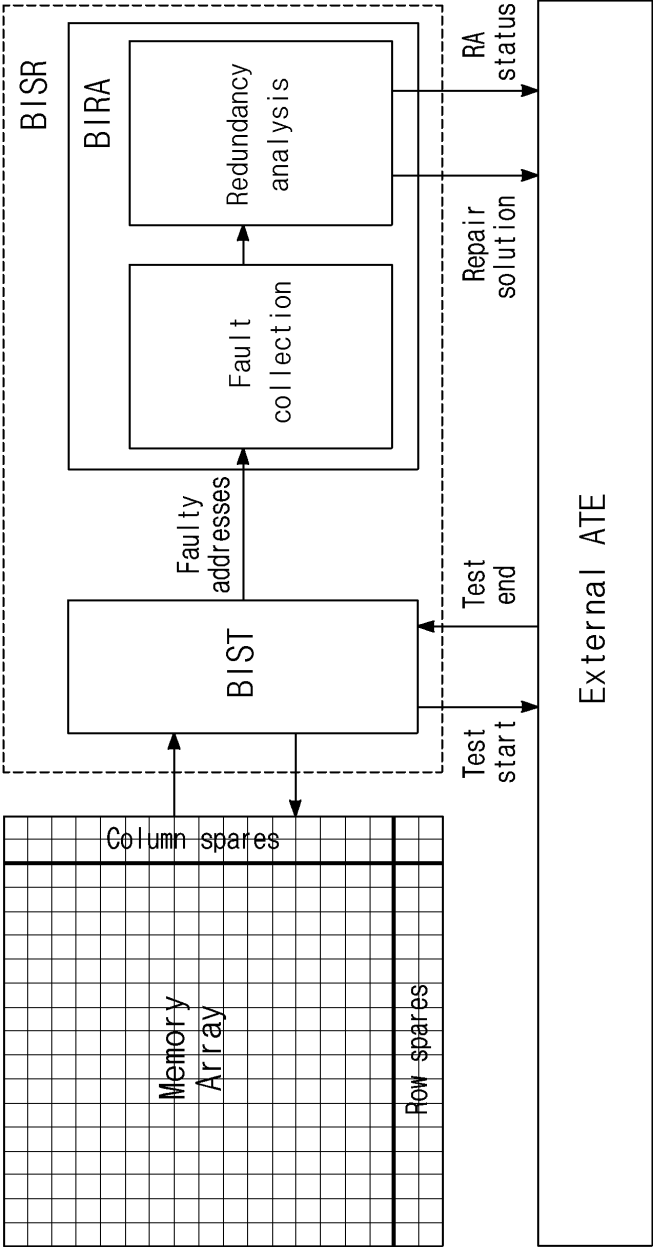 BISR
BIRA
Memory
Array
Column spares
Row spares
BIST
Faulty
addresses
Fault
collection
Redundancy
analysis
Test
start
Test
end
Repair
solution
RA
status
External ATE